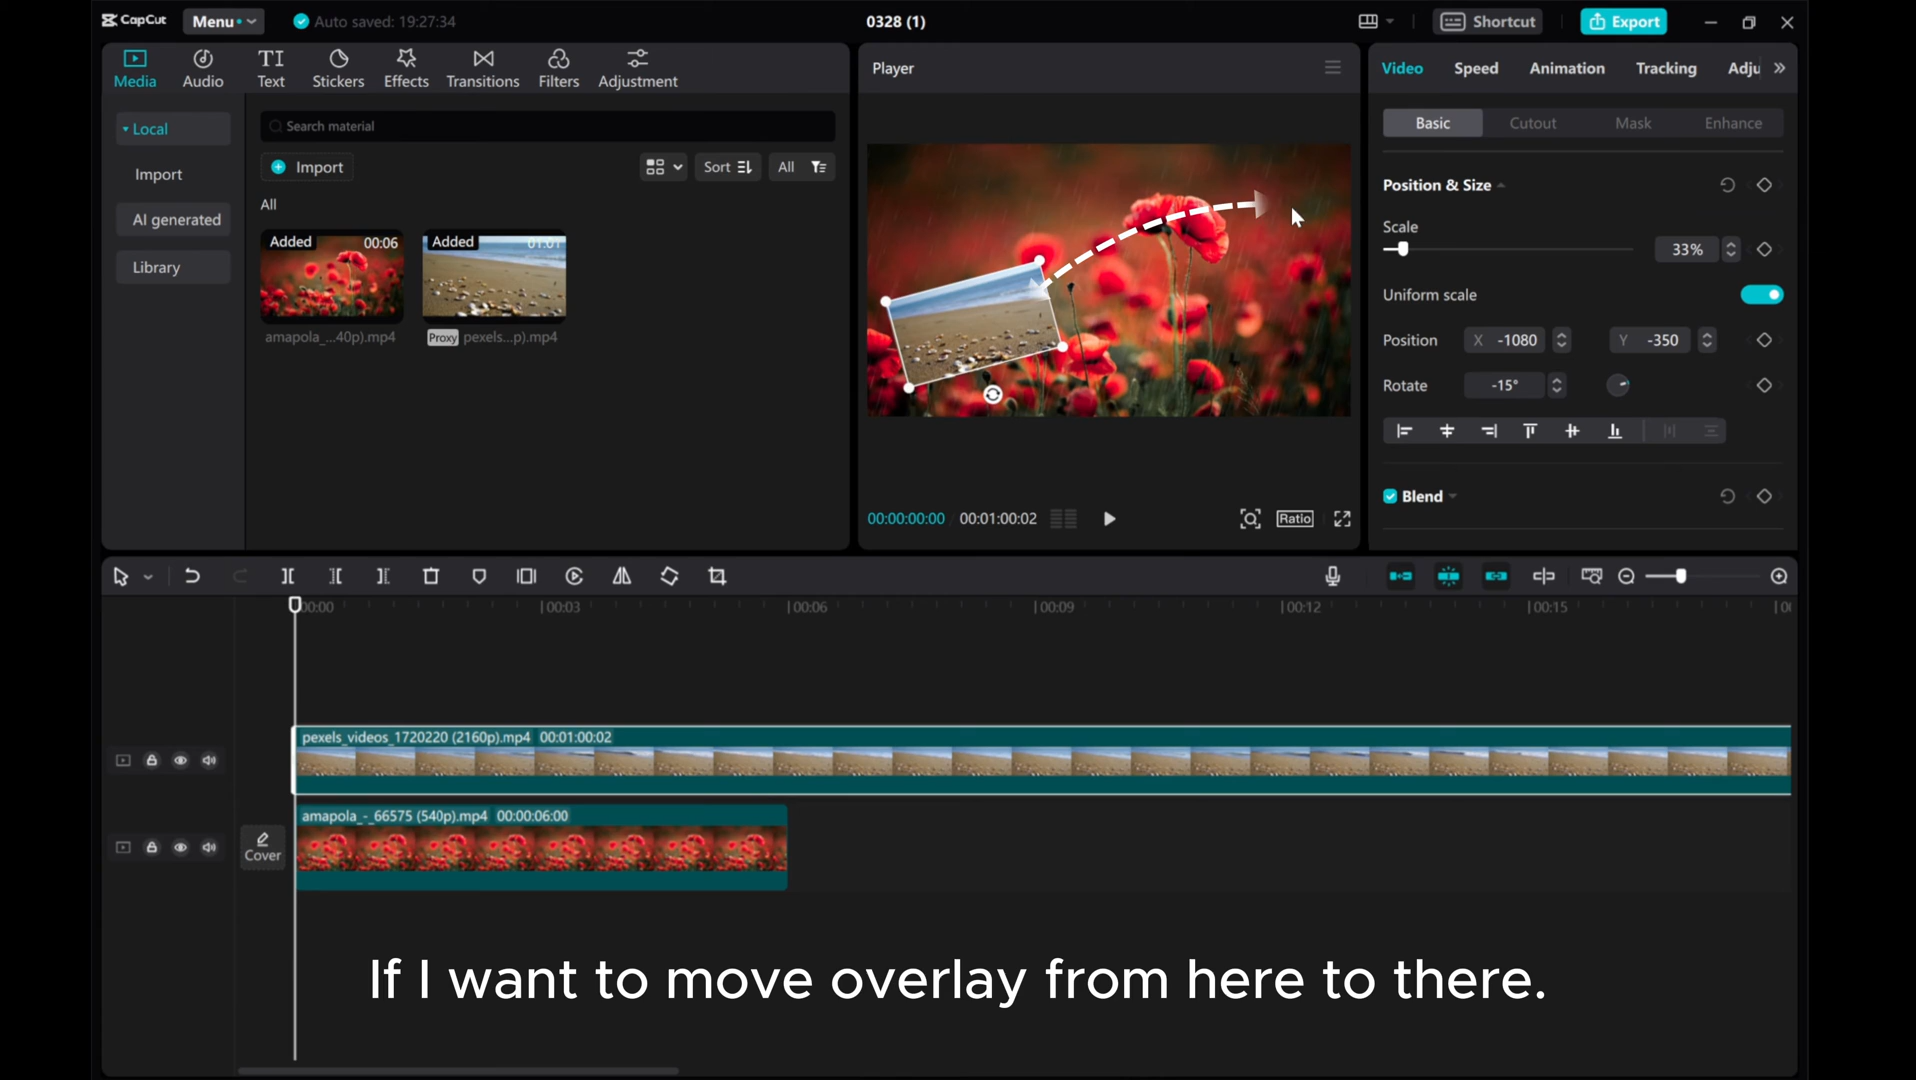 CapCut
Menu
Auto saved: 19:27:34
0328 (1)
Shortcut
Export
Media
Audio
Text
Stickers
Effects
Transitions
Filters
Adjustment
Local
Import
AI generated
Library
Search material
Import
Sort
All
All
Added
00:06
amapola_...40p).mp4
Added
01:01
Proxy
pexels...p).mp4
Player
00:00:00:00
00:01:00:02
Ratio
Video
Speed
Animation
Tracking
Adju
Basic
Cutout
Mask
Enhance
Position & Size
Scale
33%
Uniform scale
Position
X -1080
Y -350
Rotate
-15°
Blend
00:00
00:03
00:06
00:09
00:12
00:15
pexels_videos_1720220 (2160p).mp4 00:01:00:02
Cover
amapola_-_66575 (540p).mp4 00:00:06:00
If I want to move overlay from here to there.